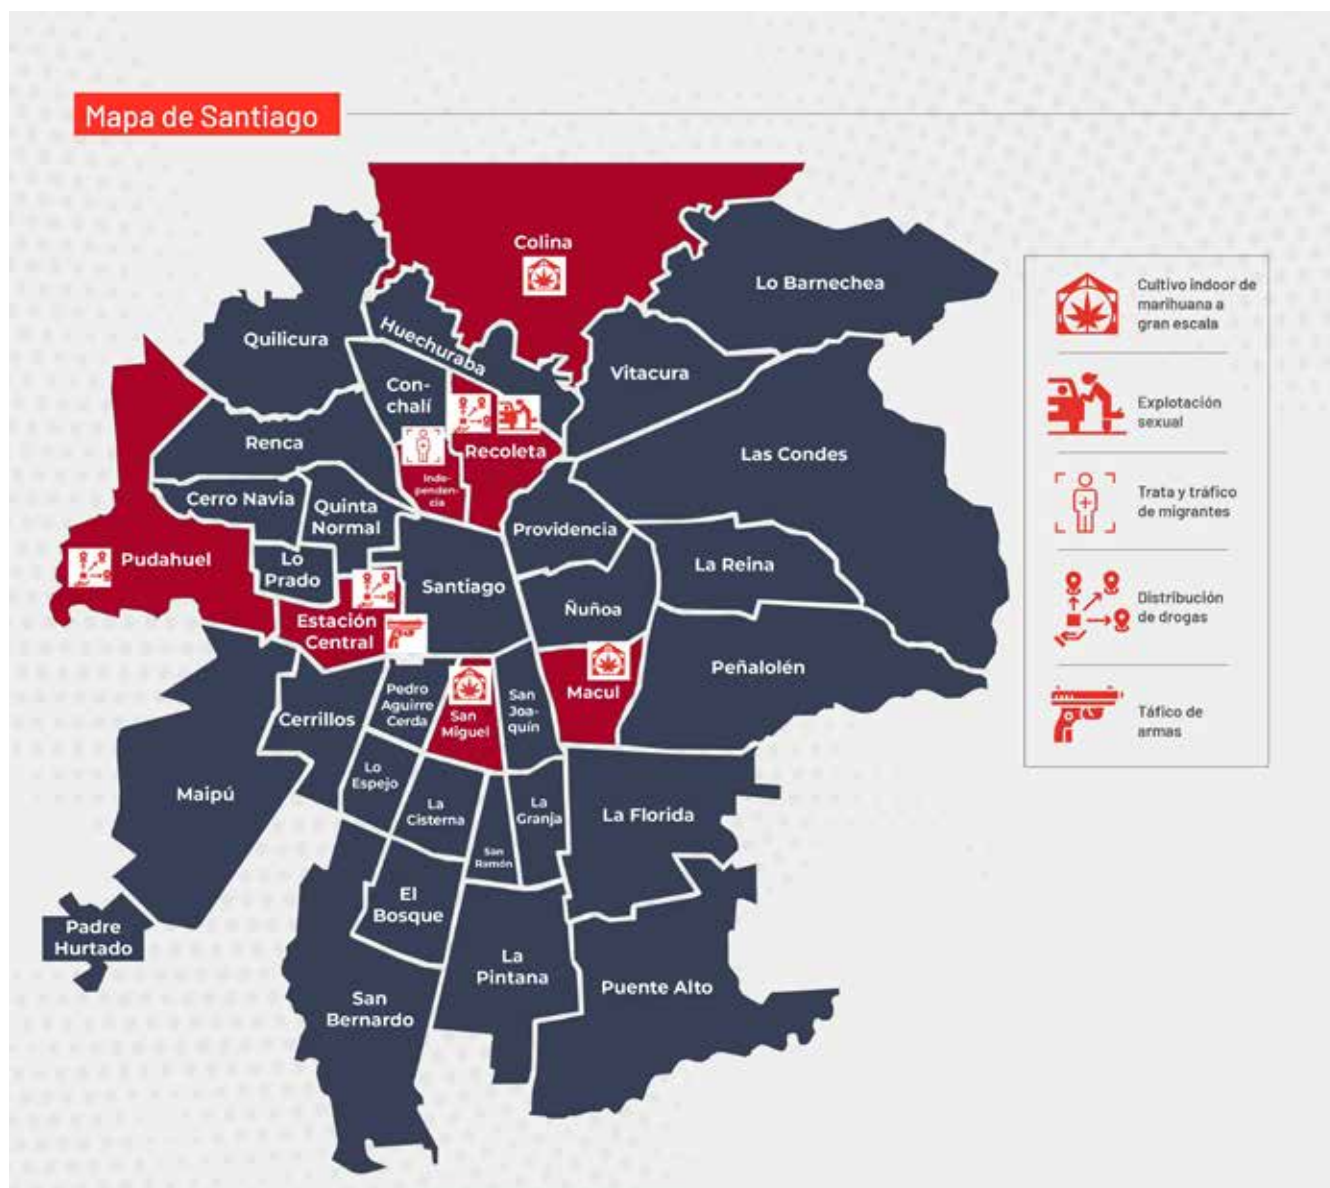 Mapa de Santiago
Colina
Lo Barnechea
Quilicura
Huechuraba
Vitacura
Con-
chalí
Renca
Recoleta
Las Condes
Inde-
penden-
cia
Cerro Navia
Quinta
Normal
Providencia
Pudahuel
Lo
Prado
Santiago
La Reina
Ñuñoa
Estación
Central
Peñalolén
Macul
Pedro
Aguirre
Cerda
San
Miguel
San
Joa-
quín
Cerrillos
Lo
Espejo
Maipú
La
Cisterna
La
Granja
La Florida
San
Ramón
El
Bosque
Padre
Hurtado
La
Pintana
Puente Alto
San
Bernardo
Cultivo indoor de
marihuana a
gran escala
Explotación
sexual
Trata y tráfico
de migrantes
Distribución
de drogas
Táfico de
armas